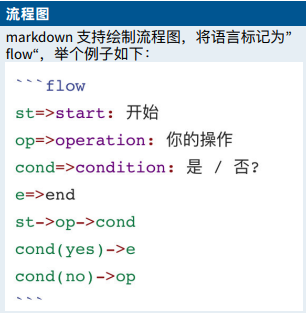 流程图
markdown 支持绘制流程图，将语言标记为”
flow“，举个例子如下：
```flow
st=>start: 开始
op=>operation: 你的操作
cond=>condition: 是 / 否?
e=>end
st->op->cond
cond(yes)->e
cond(no)->op
```